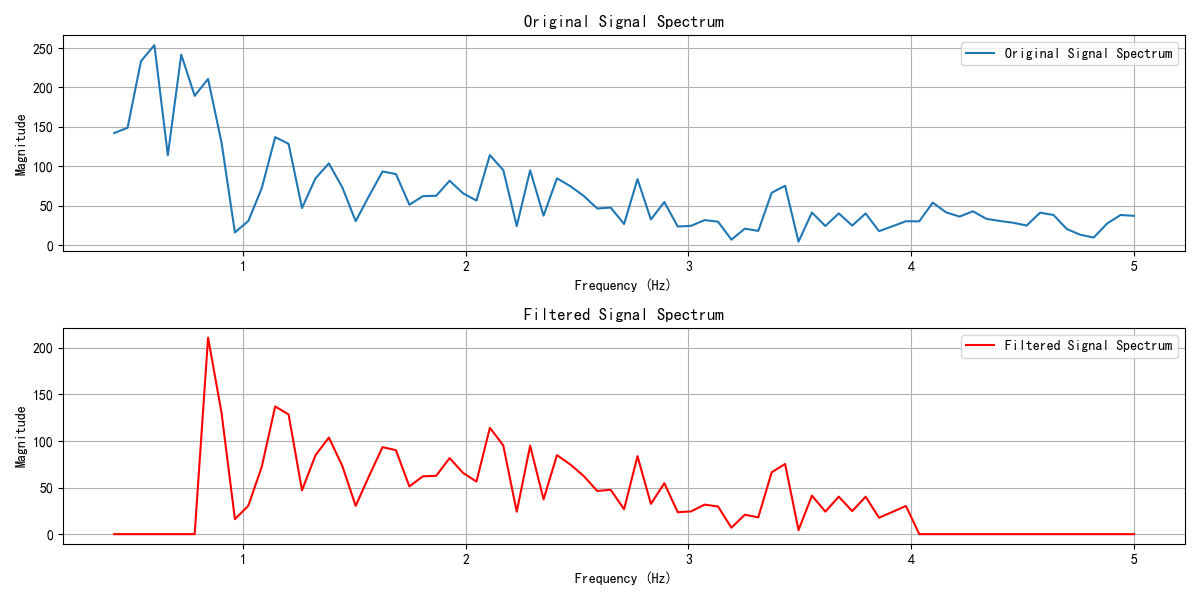 Original Signal Spectrum
Original Signal Spectrum
Magnitude
250
200
150
100
50
0
1
2
3
4
5
Frequency (Hz)
Filtered Signal Spectrum
Filtered Signal Spectrum
Magnitude
200
150
100
50
0
1
2
3
4
5
Frequency (Hz)